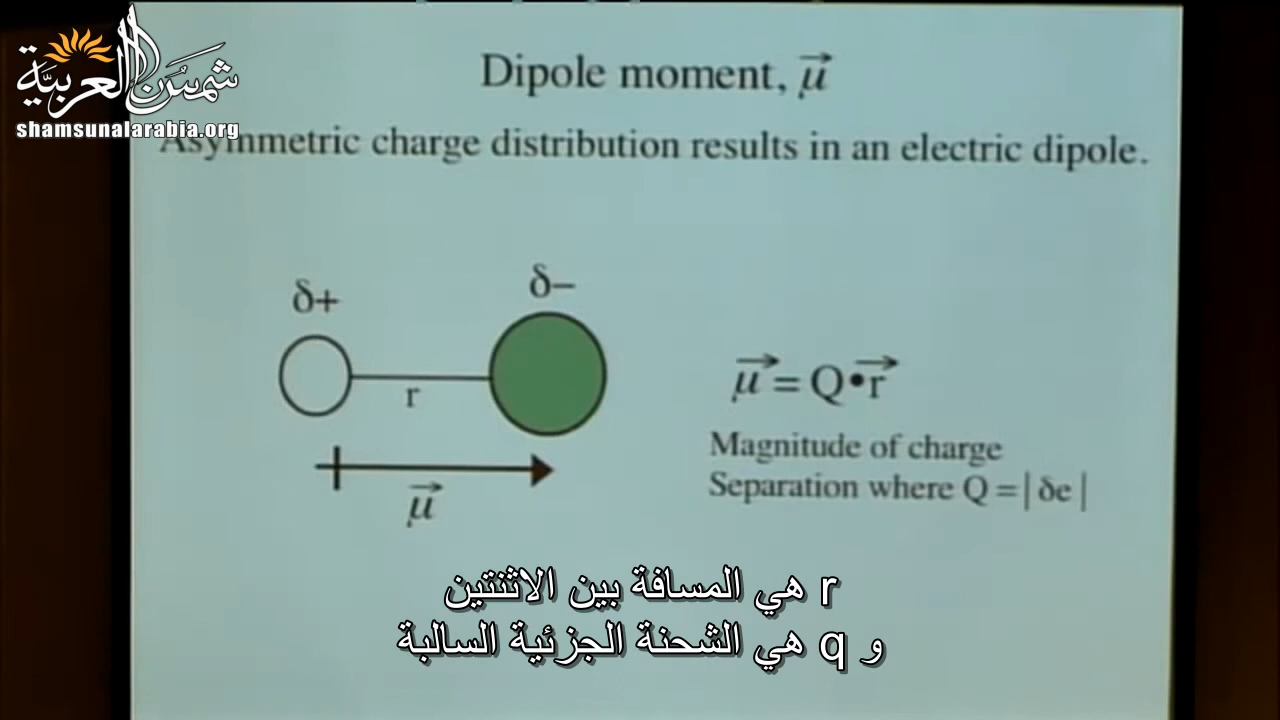 شمس العربية
shamsunalarabia.org
Dipole moment, μ⃗
Asymmetric charge distribution results in an electric dipole.
δ+
δ−
r
μ⃗
μ⃗ = Q•r⃗
Magnitude of charge
Separation where Q = | δe |
r هي المسافة بين الاثنتين
و q هي الشحنة الجزئية السالبة